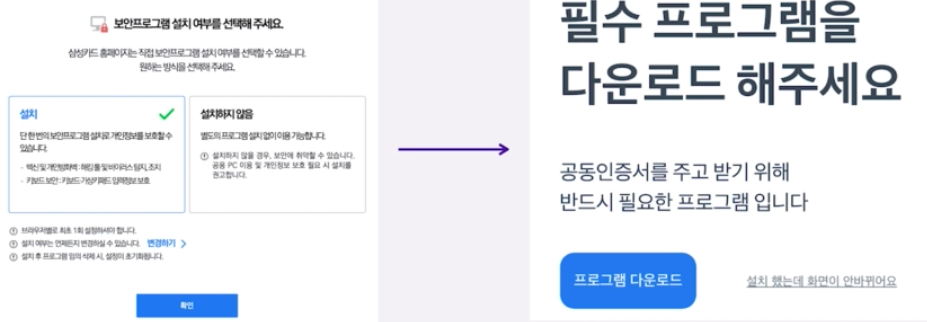 보안프로그램 설치 여부를 선택해 주세요.
삼성카드 홈페이지는 직접 보안프로그램 설치 여부를 선택할 수 있습니다.
원하는 방식을 선택해 주세요.
설치
단 한 번의 보안프로그램 설치로 개인정보를 보호할 수
있습니다.
- 백신 및 개인방화벽 : 해킹 툴 및 바이러스 탐지, 조치
- 키보드 보안 : 키보드·가상키패드 입력정보 보호
설치하지 않음
별도의 프로그램 설치 없이 이용 가능합니다.
설치하지 않을 경우, 보안에 취약할 수 있습니다.
공용 PC 이용 및 개인정보 보호 필요 시 설치를
권고합니다.
브라우저별로 최초 1회 설정하셔야 합니다.
설치 여부는 언제든지 변경하실 수 있습니다. 변경하기 >
설치 후 프로그램 임의 삭제 시, 설정이 초기화됩니다.
확인
필수 프로그램을
다운로드 해주세요
공동인증서를 주고 받기 위해
반드시 필요한 프로그램 입니다
프로그램 다운로드
설치 했는데 화면이 안바뀌어요